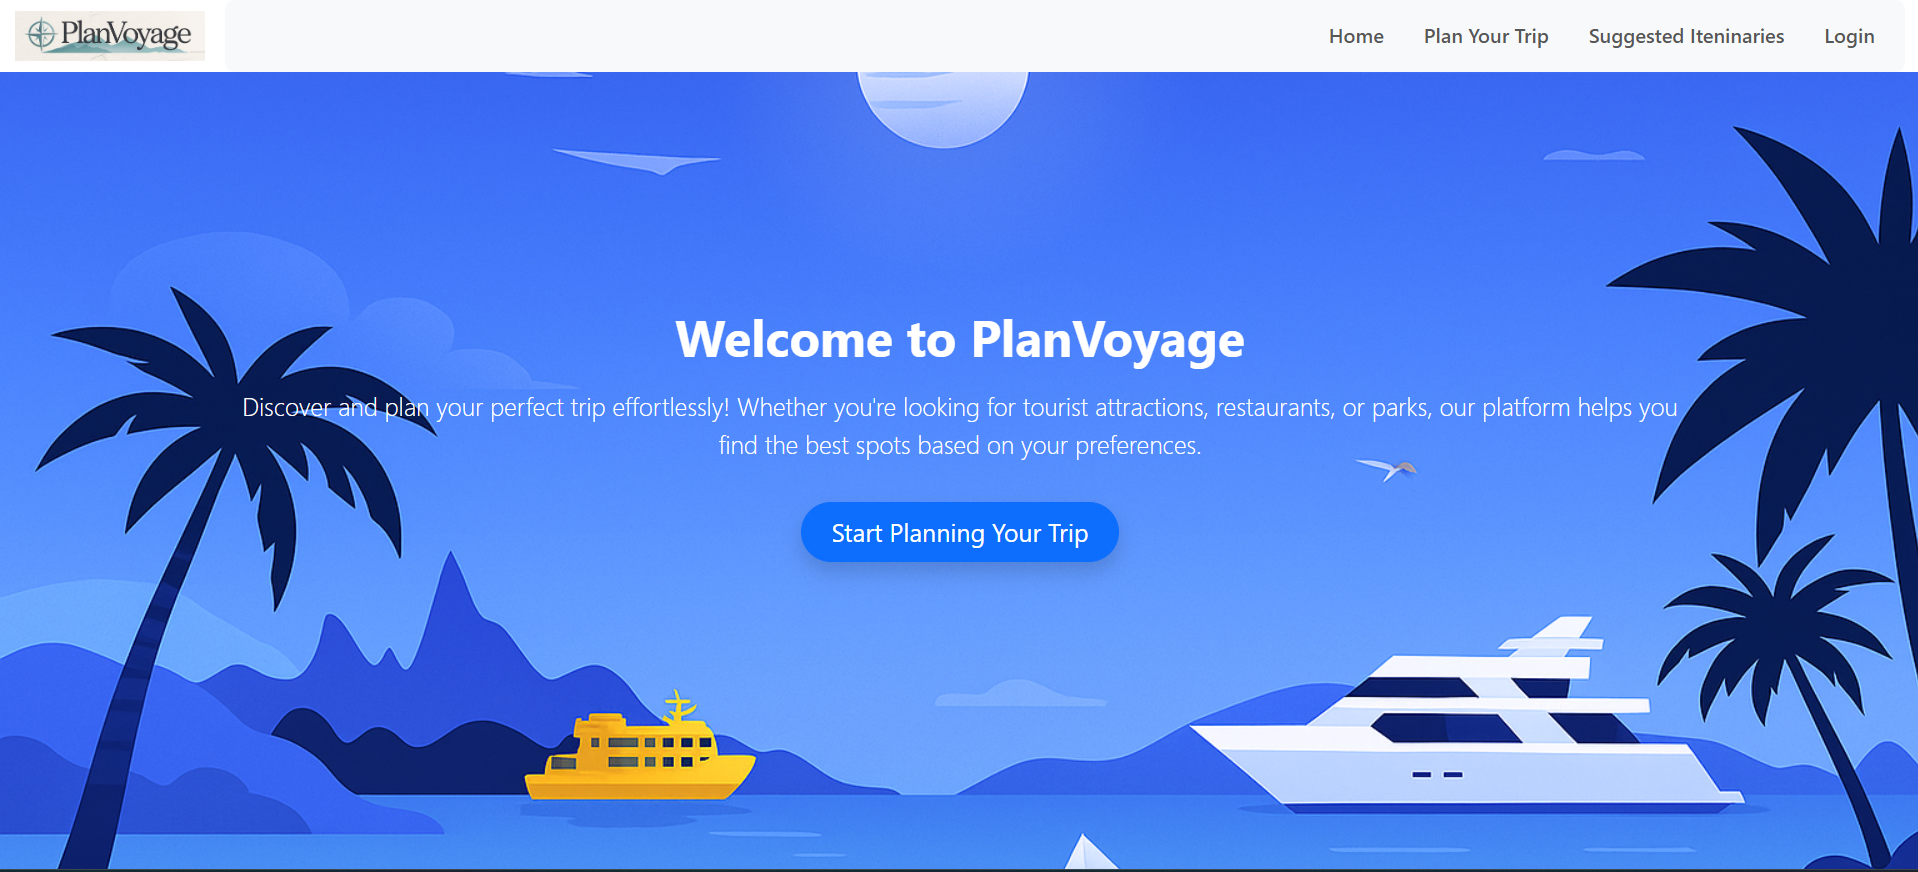 PlanVoyage
Home
Plan Your Trip
Suggested Iteninaries
Login
Welcome to PlanVoyage
Discover and plan your perfect trip effortlessly! Whether you're looking for tourist attractions, restaurants, or parks, our platform helps you
find the best spots based on your preferences.
Start Planning Your Trip